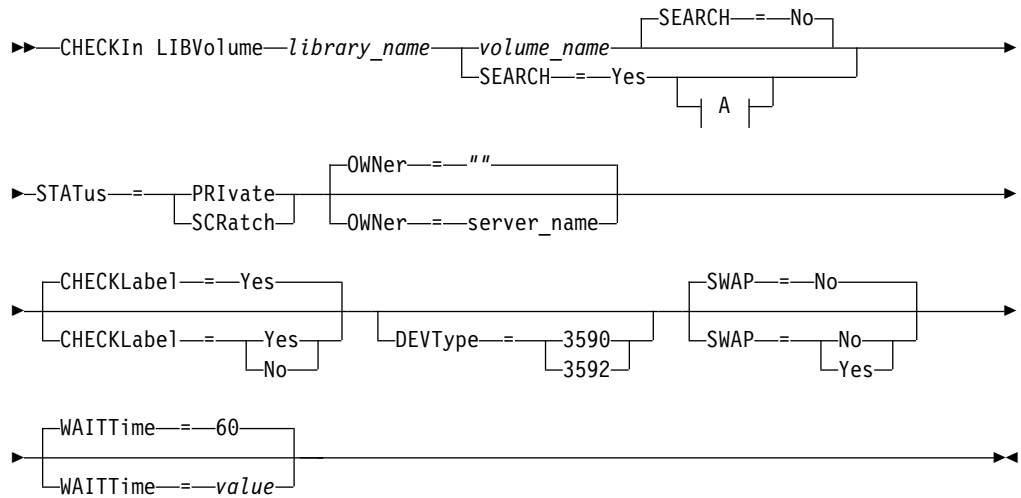 SEARCH = No
CHECKIn LIBVolume library_name volume_name
SEARCH = Yes
A
STATus = PRIvate
SCRatch
OWNer = ""
OWNer = server_name
CHECKLabel = Yes
CHECKLabel = Yes
No
DEVType = 3590
3592
SWAP = No
SWAP = No
Yes
WAITTime = 60
WAITTime = value